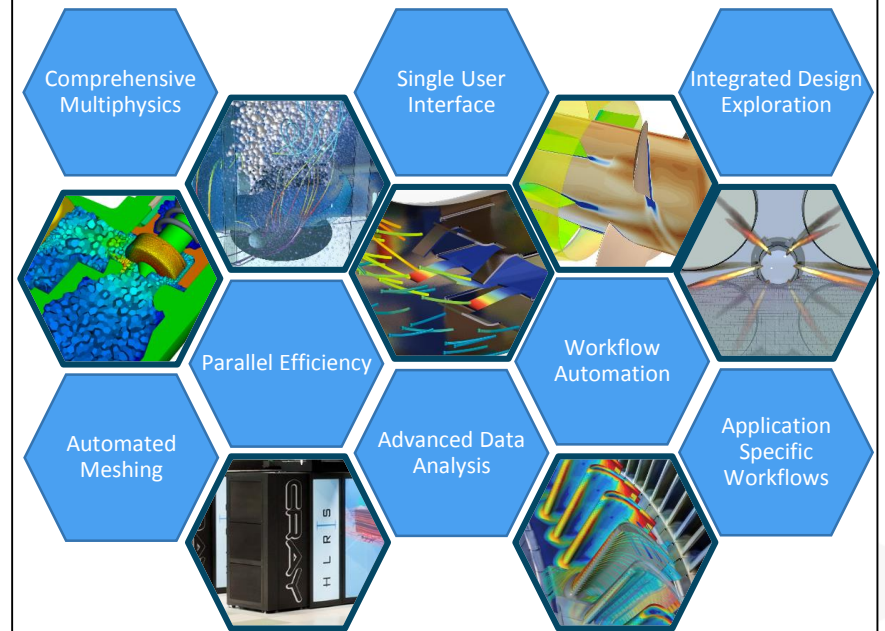 Comprehensive
Multiphysics
Single User
Interface
Integrated Design
Exploration
Parallel Efficiency
Workflow
Automation
Automated
Meshing
Advanced Data
Analysis
Application
Specific
Workflows
CRAY
HLRIS